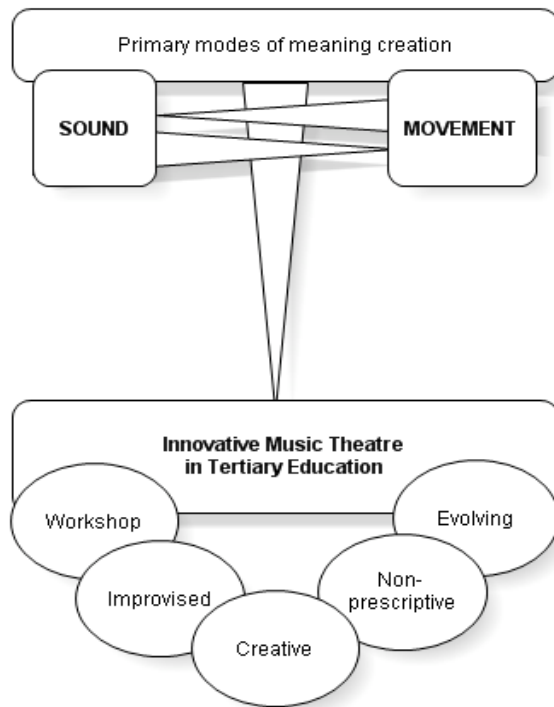 Primary modes of meaning creation
SOUND
MOVEMENT
Innovative Music Theatre
in Tertiary Education
Workshop
Evolving
Improvised
Non-
prescriptive
Creative